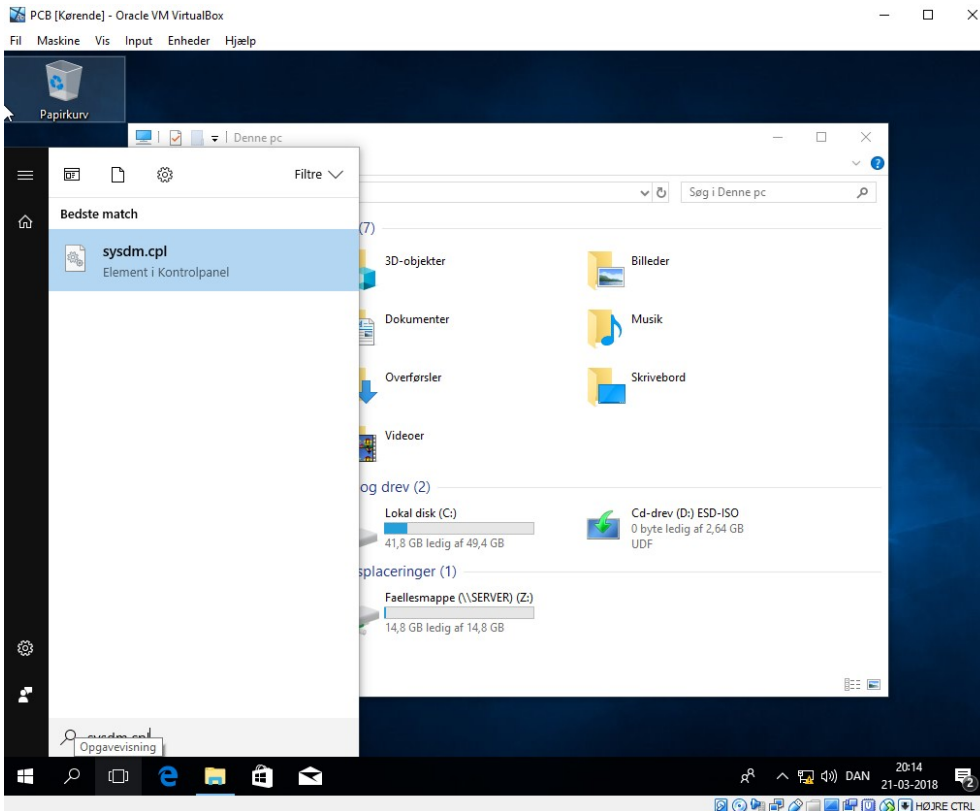 PCB [Kørende] - Oracle VM VirtualBox
Fil Maskine Vis Input Enheder Hjælp
Papirkurv
Denne pc
Filtre
Søg i Denne pc
Bedste match
(7)
sysdm.cpl
Element i Kontrolpanel
3D-objekter
Billeder
Dokumenter
Musik
Overførsler
Skrivebord
Videoer
og drev (2)
Lokal disk (C:)
41,8 GB ledig af 49,4 GB
Cd-drev (D:) ESD-ISO
0 byte ledig af 2,64 GB
UDF
splaceringer (1)
Faellesmappe (\\SERVER) (Z:)
14,8 GB ledig af 14,8 GB
sysdm.cpl
Opgavevisning
DAN
20:14
21-03-2018
2
HØJRE CTRL